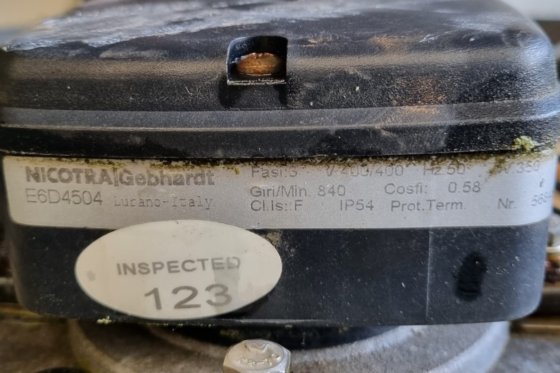 NICOTRA|Gebhardt Fasi:3 V 400/400 Hz 50
E6D4504 Lucano-Italy Giri/Min. 840 Cosfi: 0.58
Cl.Is: F IP54 Prot.Term. Nr.
INSPECTED
123